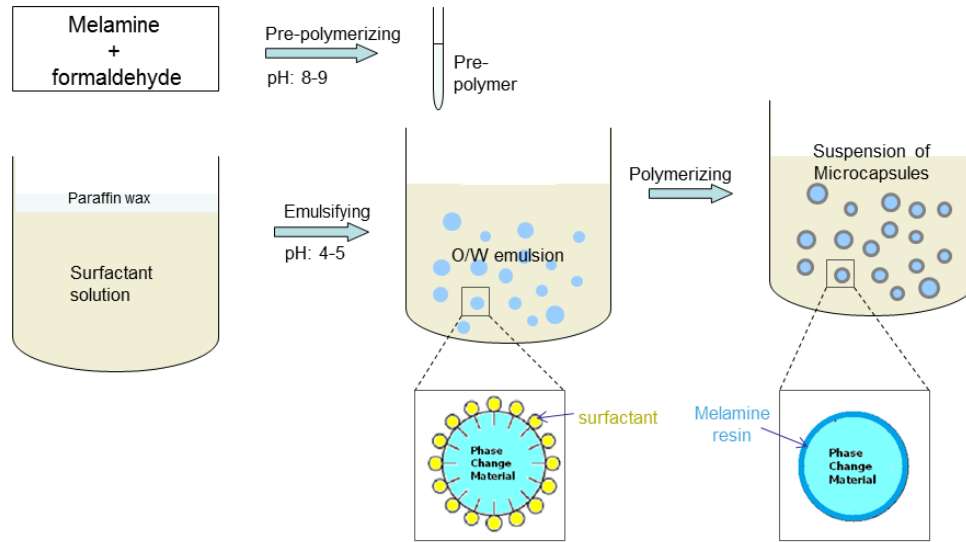 Melamine
+
formaldehyde
Pre-polymerizing
pH: 8-9
Pre-
polymer
Paraffin wax
Surfactant
solution
Emulsifying
pH: 4-5
O/W emulsion
Polymerizing
Suspension of
Microcapsules
Phase
Change
Material
surfactant
Melamine
resin
Phase
Change
Material